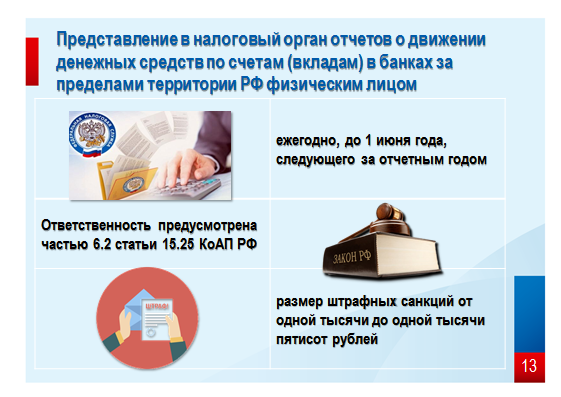 Представление в налоговый орган отчетов о движении
денежных средств по счетам (вкладам) в банках за
пределами территории РФ физическим лицом
ежегодно, до 1 июня года,
следующего за отчетным годом
Ответственность предусмотрена
частью 6.2 статьи 15.25 КоАП РФ
ЗАКОН РФ
ШТРАФ!
размер штрафных санкций от
одной тысячи до одной тысячи
пятисот рублей
13